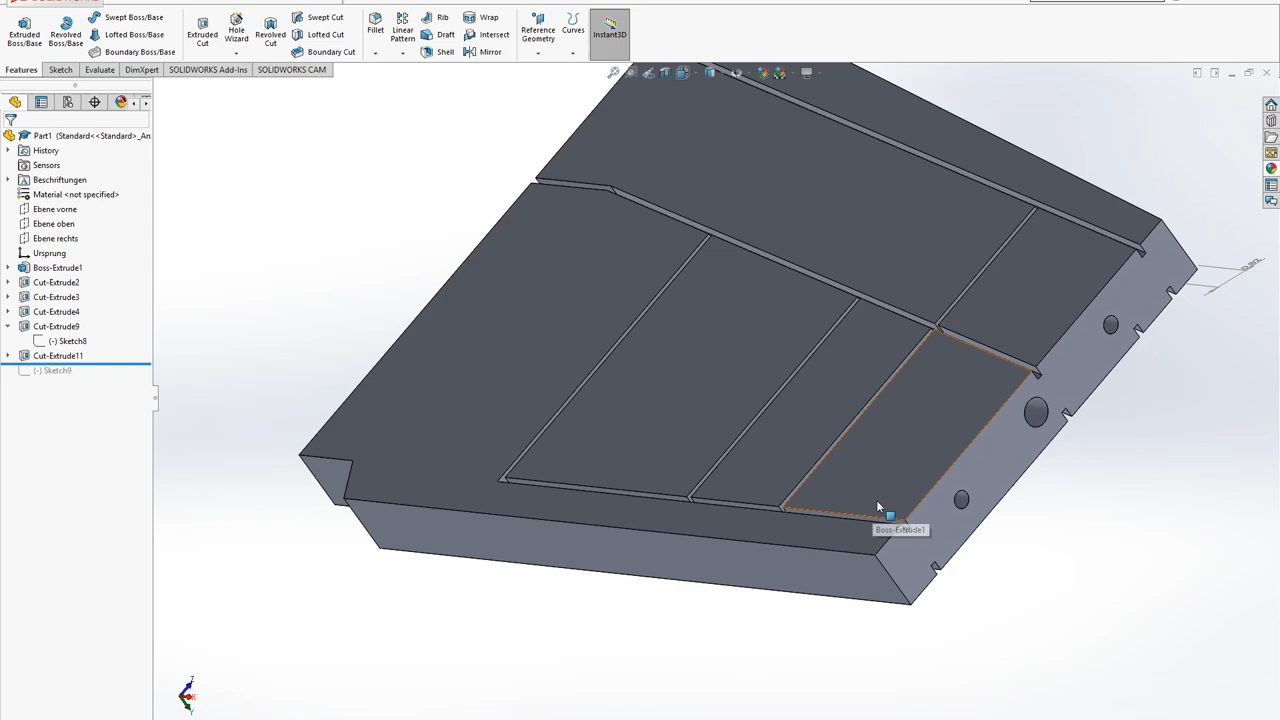 Extruded Boss/Base
Revolved Boss/Base
Swept Boss/Base
Lofted Boss/Base
Boundary Boss/Base
Extruded Cut
Hole Wizard
Revolved Cut
Swept Cut
Lofted Cut
Boundary Cut
Fillet
Linear Pattern
Rib
Draft
Shell
Wrap
Intersect
Mirror
Reference Geometry
Curves
Instant3D
Features
Sketch
Evaluate
DimXpert
SOLIDWORKS Add-Ins
SOLIDWORKS CAM
Part1 (Standard<<Standard>_An
History
Sensors
Beschriftungen
Material <not specified>
Ebene vorne
Ebene oben
Ebene rechts
Ursprung
Boss-Extrude1
Cut-Extrude2
Cut-Extrude3
Cut-Extrude4
Cut-Extrude9
(-) Sketch8
Cut-Extrude11
(-) Sketch9
Boss-Extrude1